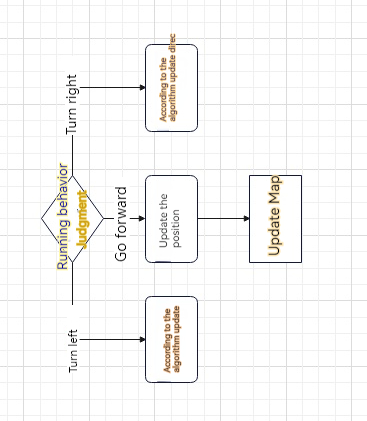 Turn right
According to the
algorithm update direc
Running behavior
Judgment
Go forward
Update the
position
Update Map
Turn left
According to the
algorithm update